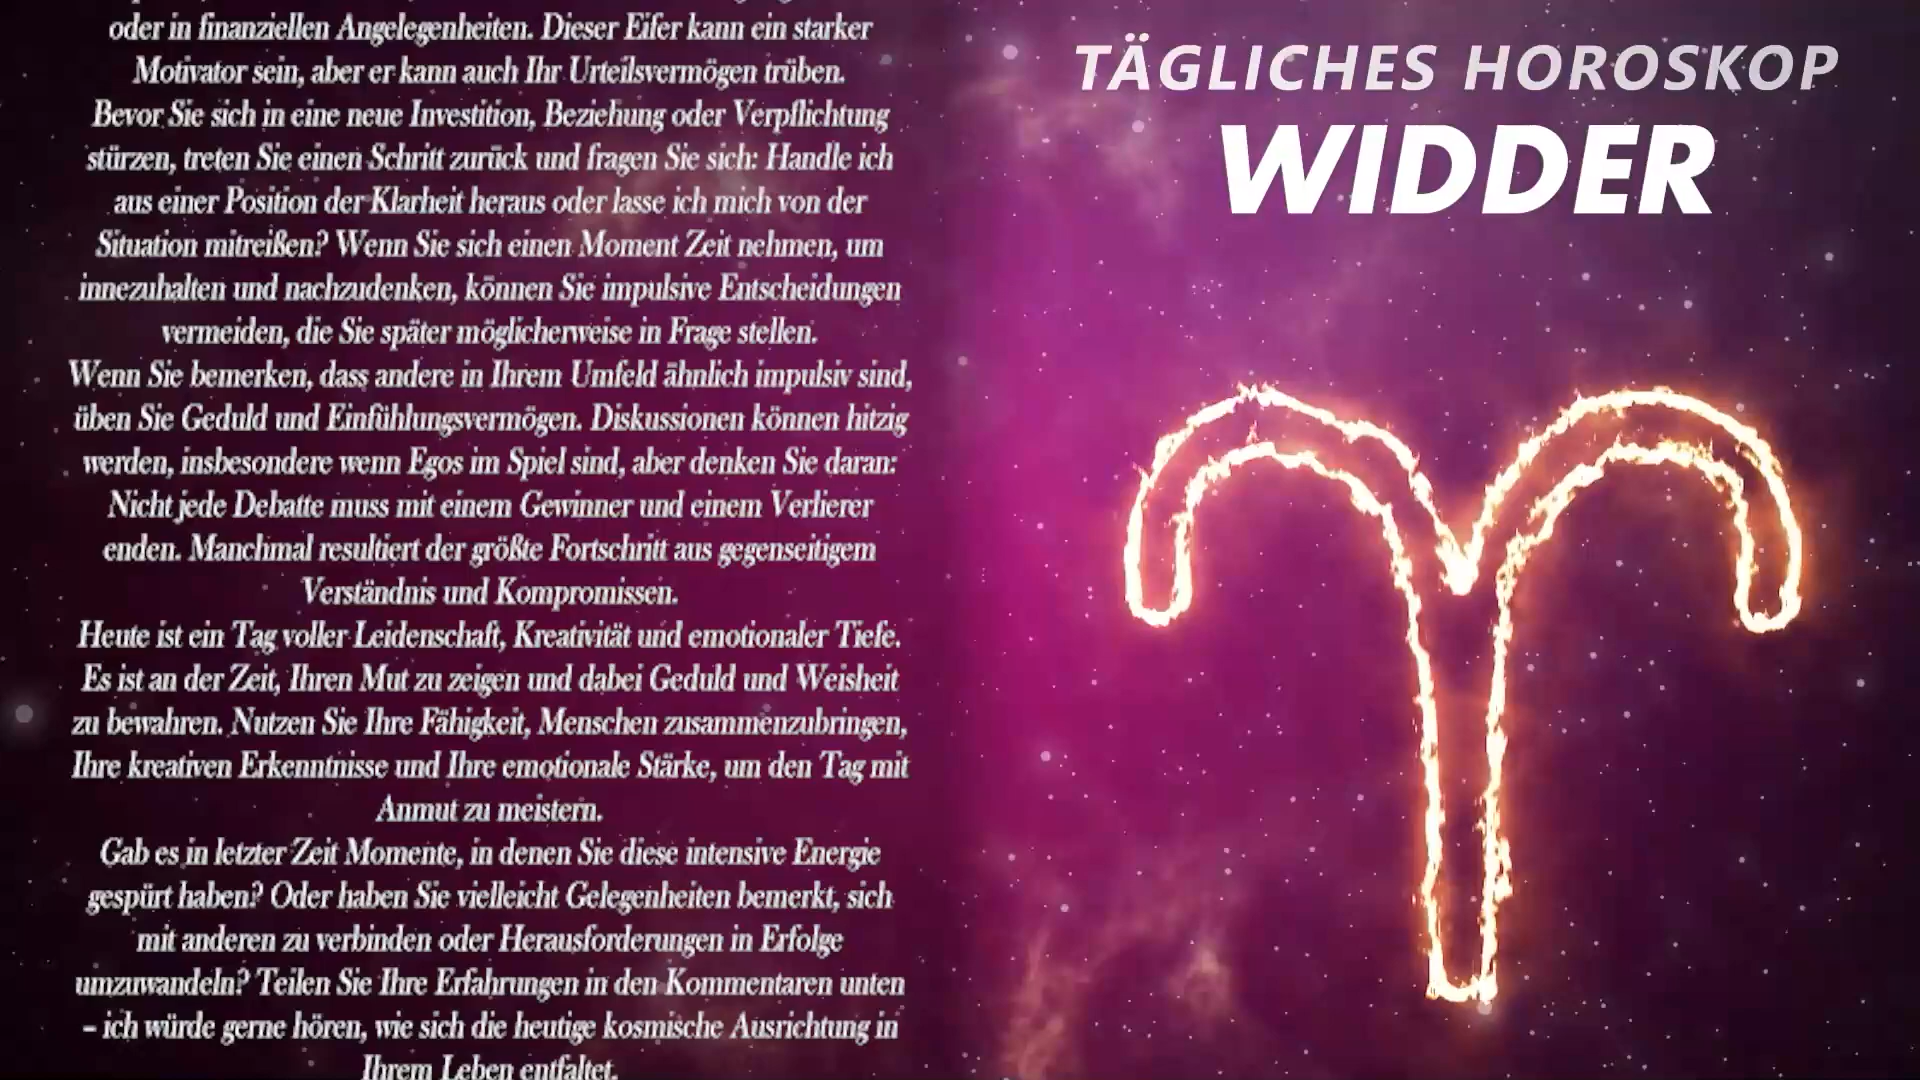 oder in finanziellen Angelegenheiten. Dieser Eifer kann ein starker
Motivator sein, aber er kann auch Ihr Urteilsvermögen trüben.
Bevor Sie sich in eine neue Investition, Beziehung oder Verpflichtung
stürzen, treten Sie einen Schritt zurück und fragen Sie sich: Handle ich
aus einer Position der Klarheit heraus oder lasse ich mich von der
Situation mitreißen? Wenn Sie sich einen Moment Zeit nehmen, um
innezuhalten und nachzudenken, können Sie impulsive Entscheidungen
vermeiden, die Sie später möglicherweise in Frage stellen.
Wenn Sie bemerken, dass andere in Ihrem Umfeld ähnlich impulsiv sind,
üben Sie Geduld und Einfühlungsvermögen. Diskussionen können hitzig
werden, insbesondere wenn Egos im Spiel sind, aber denken Sie daran:
Nicht jede Debatte muss mit einem Gewinner und einem Verlierer
enden. Manchmal resultiert der größte Fortschritt aus gegenseitigem
Verständnis und Kompromissen.
Heute ist ein Tag voller Leidenschaft, Kreativität und emotionaler Tiefe.
Es ist an der Zeit, Ihren Mut zu zeigen und dabei Geduld und Weisheit
zu bewahren. Nutzen Sie Ihre Fähigkeit, Menschen zusammenzubringen,
Ihre kreativen Erkenntnisse und Ihre emotionale Stärke, um den Tag mit
Anmut zu meistern.
Gab es in letzter Zeit Momente, in denen Sie diese intensive Energie
gespürt haben? Oder haben Sie vielleicht Gelegenheiten bemerkt, sich
mit anderen zu verbinden oder Herausforderungen in Erfolge
umzuwandeln? Teilen Sie Ihre Erfahrungen in den Kommentaren unten
– ich würde gerne hören, wie sich die heutige kosmische Ausrichtung in
Ihrem Leben entfaltet.
TÄGLICHES HOROSKOP
WIDDER